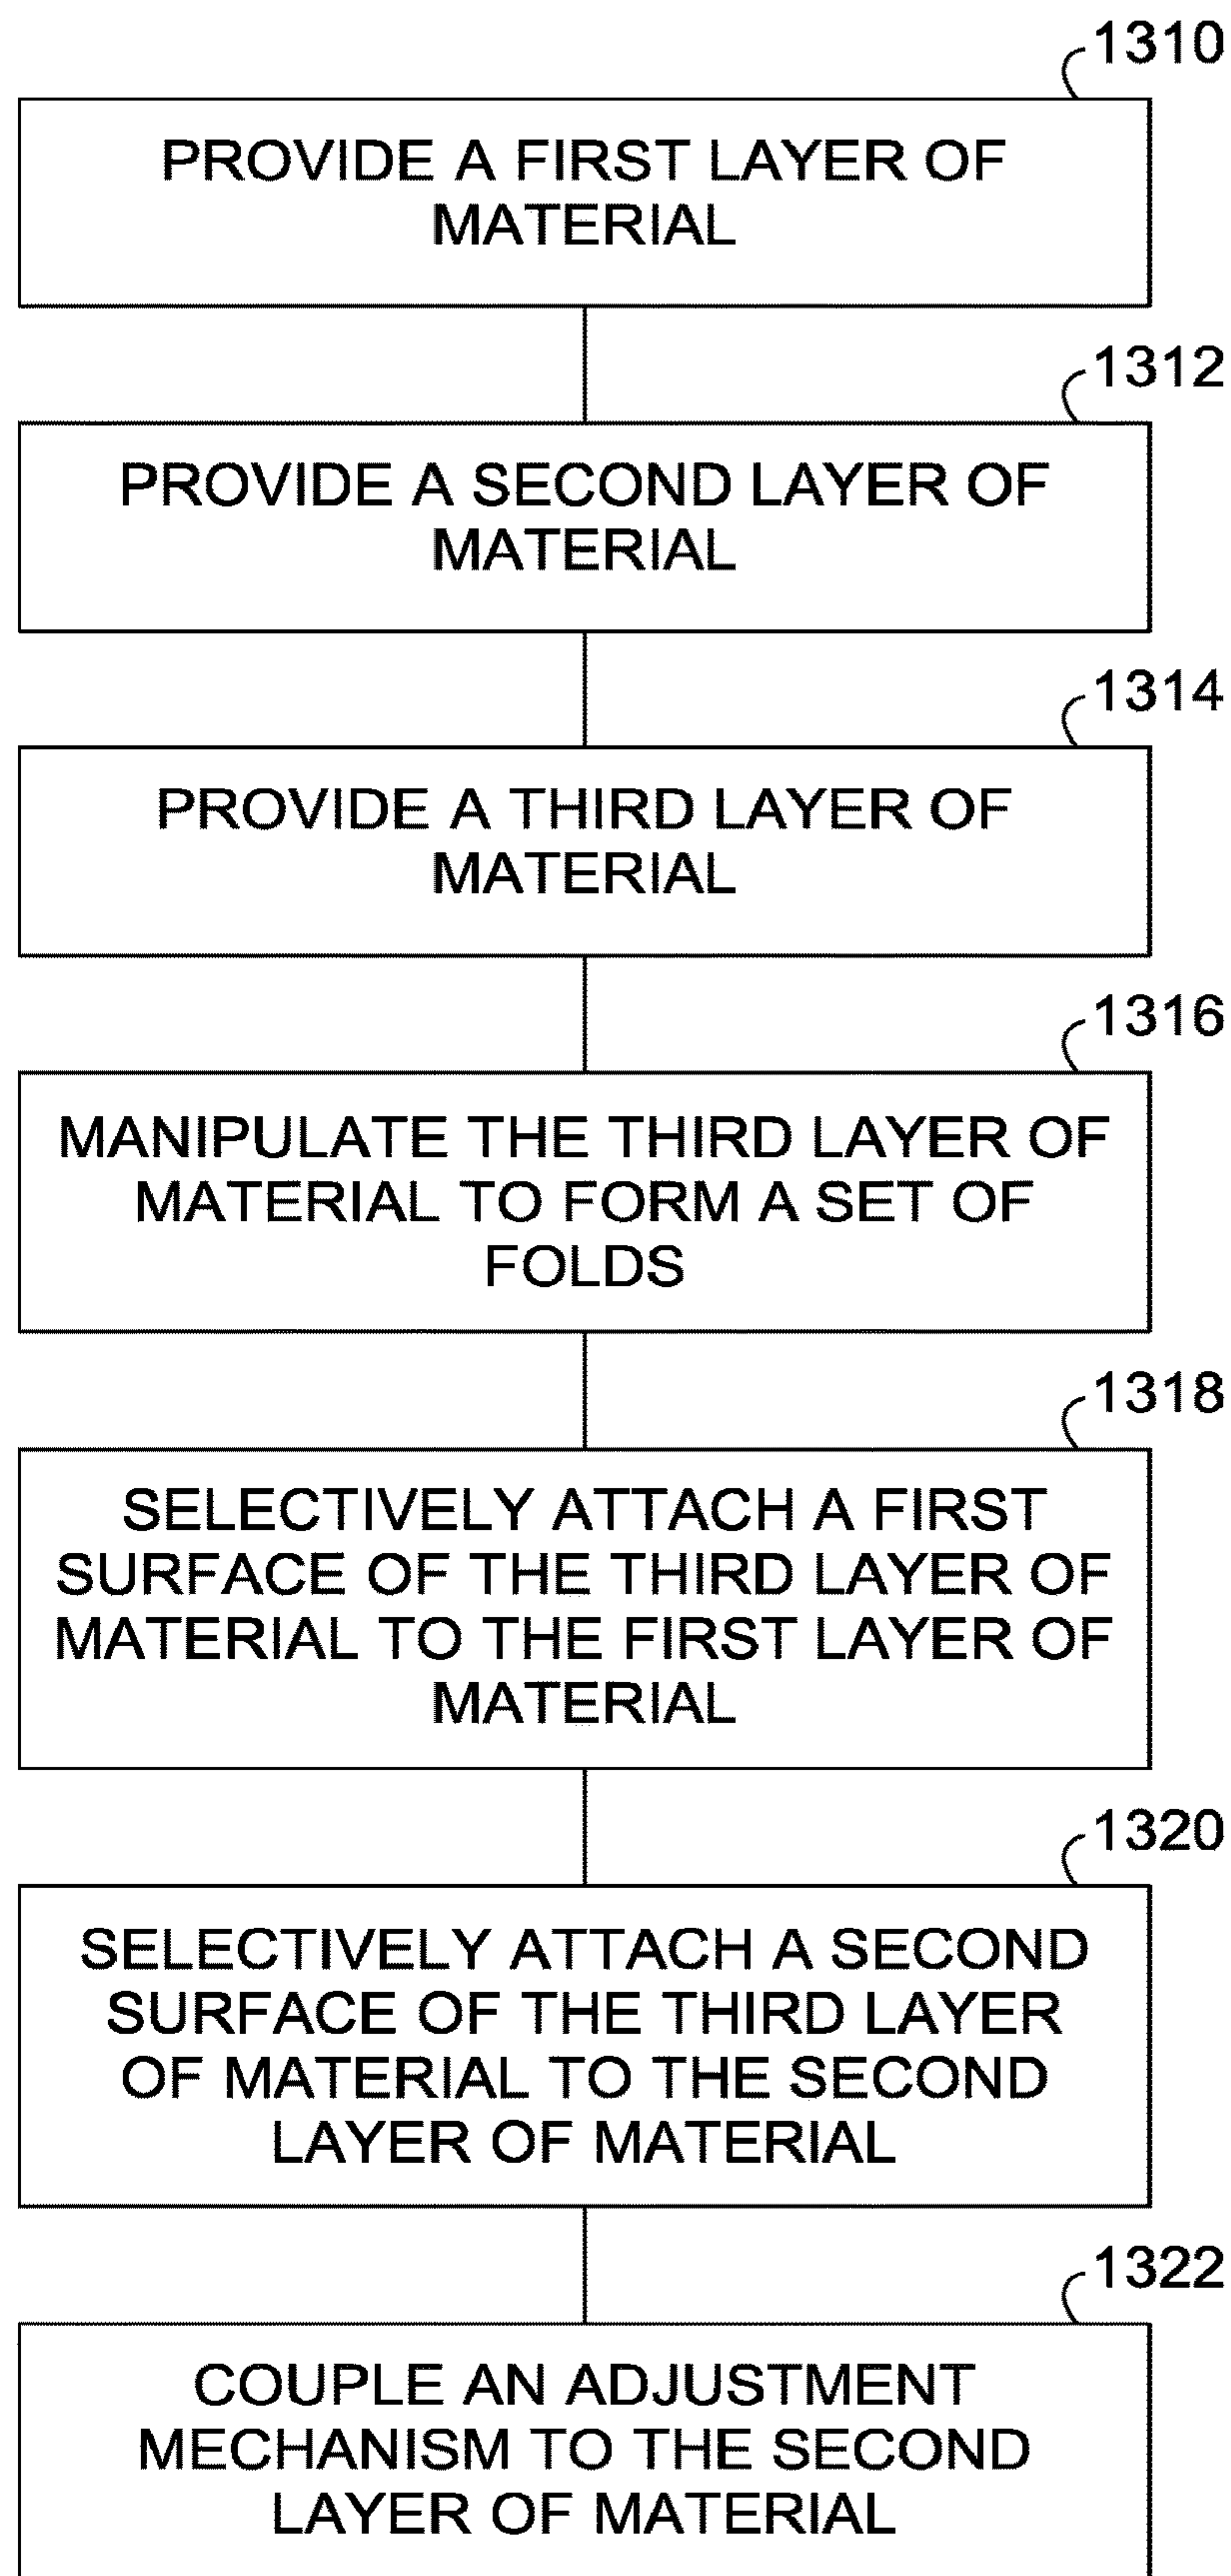 1310
PROVIDE A FIRST LAYER OF
MATERIAL
1312
PROVIDE A SECOND LAYER OF
MATERIAL
1314
PROVIDE A THIRD LAYER OF
MATERIAL
1316
MANIPULATE THE THIRD LAYER OF
MATERIAL TO FORM A SET OF
FOLDS
1318
SELECTIVELY ATTACH A FIRST
SURFACE OF THE THIRD LAYER OF
MATERIAL TO THE FIRST LAYER OF
MATERIAL
1320
SELECTIVELY ATTACH A SECOND
SURFACE OF THE THIRD LAYER
OF MATERIAL TO THE SECOND
LAYER OF MATERIAL
1322
COUPLE AN ADJUSTMENT
MECHANISM TO THE SECOND
LAYER OF MATERIAL